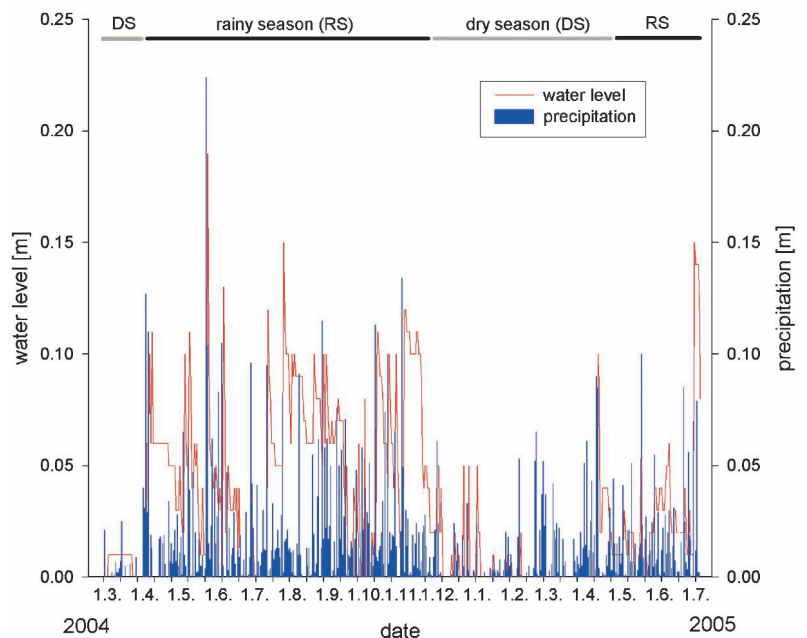 DS rainy season (RS) dry season (DS) RS
0.25 0.25
water level
precipitation
0.20 0.20
0.15 0.15
water level [m]
precipitation [m]
0.10 0.10
0.05 0.05
0.00 0.00
1.3. 1.4. 1.5. 1.6. 1.7. 1.8. 1.9. 1.10. 1.11. 1.12. 1.1. 1.2. 1.3. 1.4. 1.5. 1.6. 1.7.
2004 date 2005